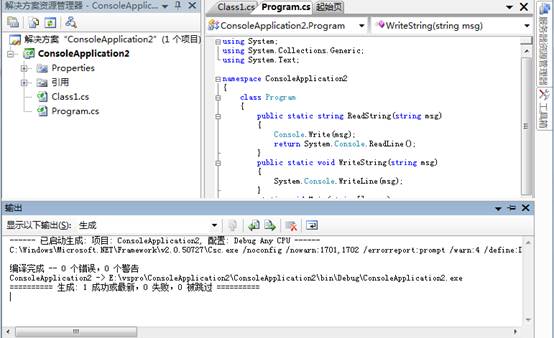 解决方案资源管理器 - ConsoleApp...
解决方案 "ConsoleApplication2" (1 个项目)
ConsoleApplication2
Properties
引用
Class1.cs
Program.cs
Class1.cs Program.cs 起始页
ConsoleApplication2.Program WriteString(string msg)
using System;
using System.Collections.Generic;
using System.Text;
namespace ConsoleApplication2
{
class Program
{
public static string ReadString(string msg)
{
Console.Write(msg);
return System.Console.ReadLine();
}
public static void WriteString(string msg)
{
System.Console.WriteLine(msg);
}
服务器资源管理器
工具箱
输出
显示以下输出(S): 生成
------ 已启动生成: 项目: ConsoleApplication2, 配置: Debug Any CPU ------
C:\Windows\Microsoft.NET\Framework\v2.0.50727\Csc.exe /noconfig /nowarn:1701,1702 /errorreport:prompt /warn:4 /define:D
编译完成 -- 0 个错误，0 个警告
ConsoleApplication2 -> E:\vspro\ConsoleApplication2\ConsoleApplication2\bin\Debug\ConsoleApplication2.exe
========== 生成: 1 成功或最新，0 失败，0 被跳过 ==========